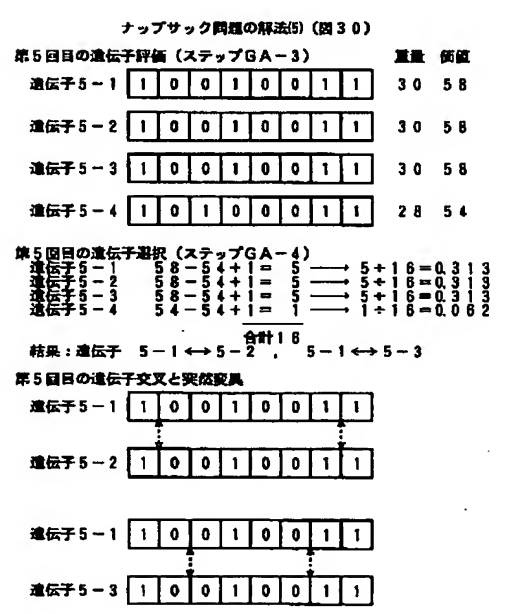 ナップサック問題の解法(5)(図30)
第5回目の遺伝子評価(ステップGA-3) 重量 価値
遺伝子5-1 1 0 0 1 0 0 1 1 30 58
遺伝子5-2 1 0 0 1 0 0 1 1 30 58
遺伝子5-3 1 0 0 1 0 0 1 1 30 58
遺伝子5-4 1 0 1 0 0 0 1 1 28 54
第5回目の遺伝子選択(ステップGA-4)
遺伝子5-1 58-54+1= 5 → 5÷16=0.313
遺伝子5-2 58-54+1= 5 → 5÷16=0.313
遺伝子5-3 58-54+1= 5 → 5÷16=0.313
遺伝子5-4 54-54+1= 1 → 1÷16=0.062
合計16
結果:遺伝子 5-1↔5-2, 5-1↔5-3
第5回目の遺伝子交叉と突然変異
遺伝子5-1 1 0 0 1 0 0 1 1
遺伝子5-2 1 0 0 1 0 0 1 1
遺伝子5-1 1 0 0 1 0 0 1 1
遺伝子5-3 1 0 0 1 0 0 1 1